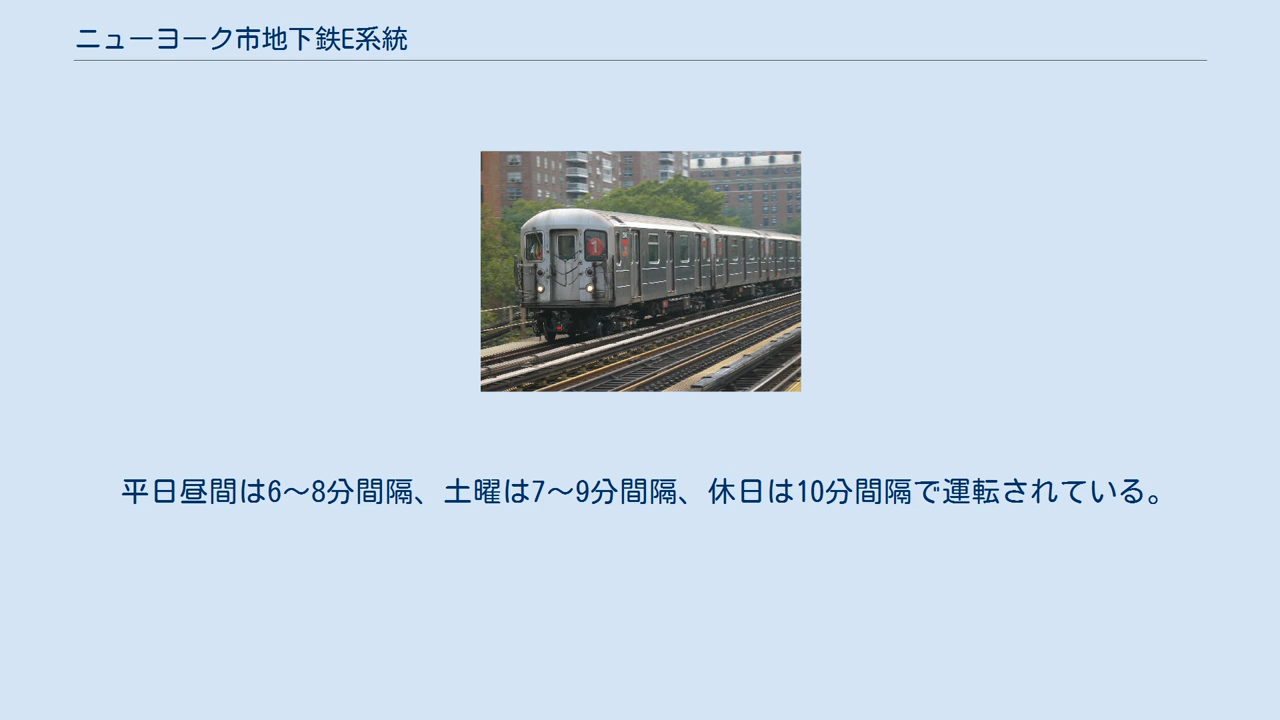 ニューヨーク市地下鉄E系統
1
平日昼間は6～8分間隔、土曜は7～9分間隔、休日は10分間隔で運転されている。